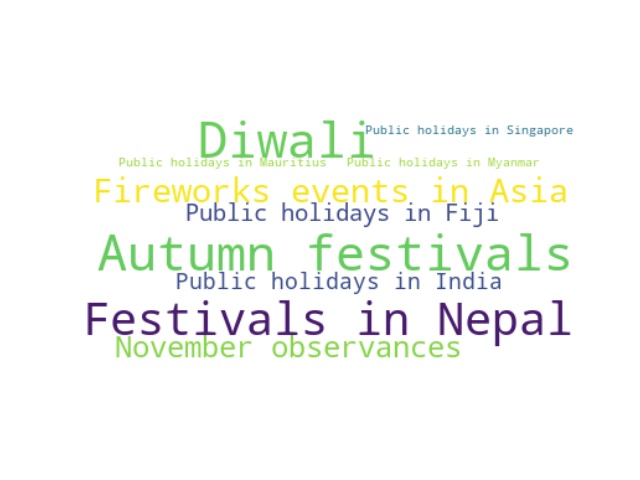 Diwali
Public holidays in Singapore
Public holidays in Mauritius
Public holidays in Myanmar
Fireworks events in Asia
Public holidays in Fiji
Autumn festivals
Public holidays in India
Festivals in Nepal
November observances